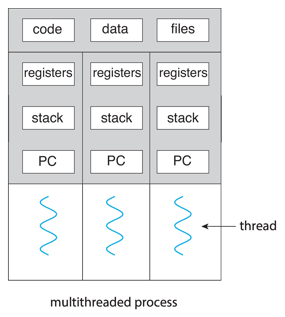 code data files
registers registers registers
stack stack stack
PC PC PC
thread
multithreaded process